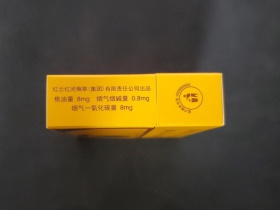 红云红河烟草(集团)有限责任公司出品
焦油量 8mg 烟气烟碱量 0.8mg
烟气一氧化碳量 8mg